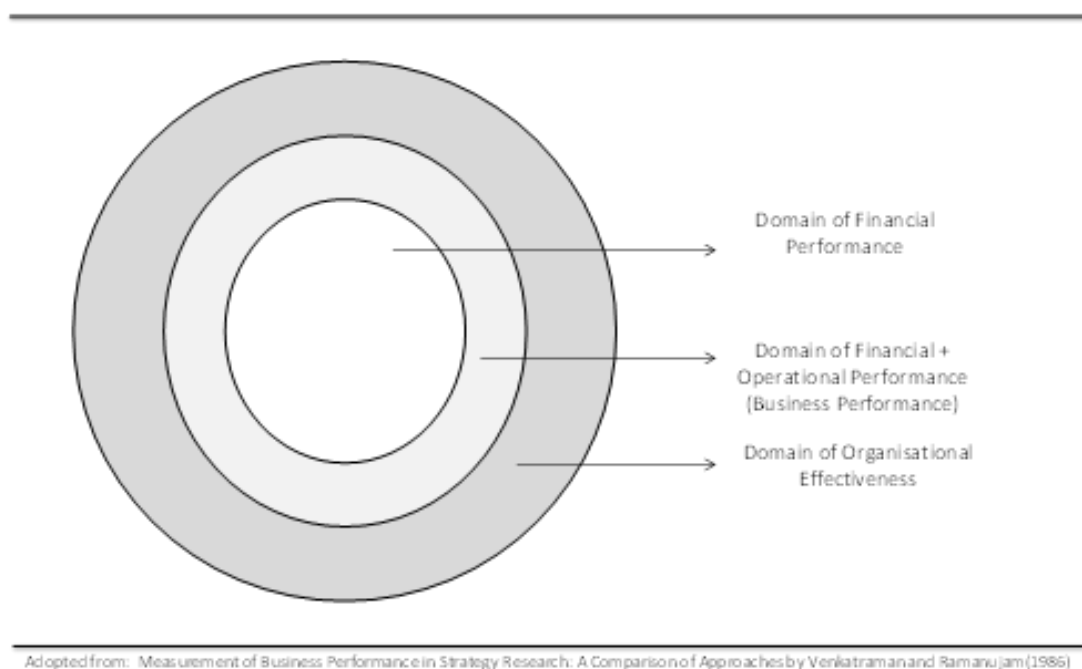 Domain of Financial
Performance
Domain of Financial +
Operational Performance
(Business Performance)
Domain of Organisational
Effectiveness
Adopted from: Measurement of Business Performance in Strategy Research: A Comparison of Approaches by Venkatraman and Ramanujam (1986)